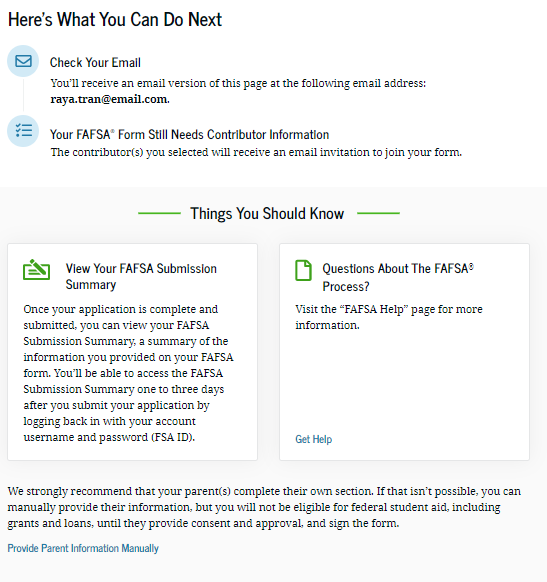 Here's What You Can Do Next
Check Your Email
You'll receive an email version of this page at the following email address:
raya.tran@email.com.
Your FAFSA® Form Still Needs Contributor Information
The contributor(s) you selected will receive an email invitation to join your form.
Things You Should Know
View Your FAFSA Submission
Summary
Once your application is complete and
submitted, you can view your FAFSA
Submission Summary, a summary of the
information you provided on your FAFSA
form. You'll be able to access the FAFSA
Submission Summary one to three days
after you submit your application by
logging back in with your account
username and password (FSA ID).
Questions About The FAFSA®
Process?
Visit the “FAFSA Help” page for more
information.
Get Help
We strongly recommend that your parent(s) complete their own section. If that isn't possible, you can
manually provide their information, but you will not be eligible for federal student aid, including
grants and loans, until they provide consent and approval, and sign the form.
Provide Parent Information Manually